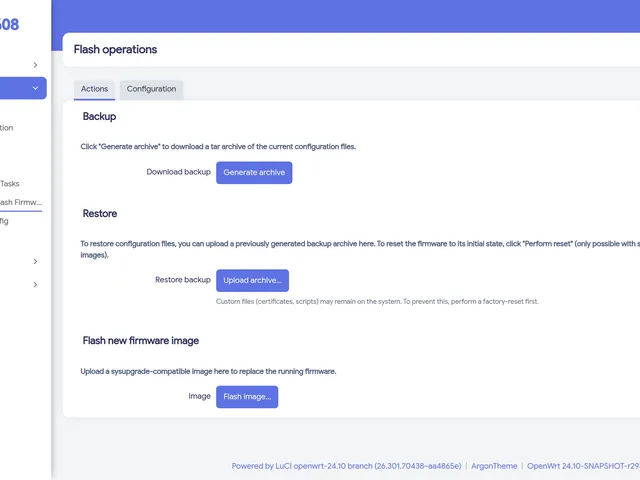 608
Flash operations
Actions
Configuration
tion
Tasks
ash Firmw...
fig
Backup
Click "Generate archive" to download a tar archive of the current configuration files.
Download backup
Generate archive
Restore
To restore configuration files, you can upload a previously generated backup archive here. To reset the firmware to its initial state, click "Perform reset" (only possible with s
images).
Restore backup
Upload archive...
Custom files (certificates, scripts) may remain on the system. To prevent this, perform a factory-reset first.
Flash new firmware image
Upload a sysupgrade-compatible image here to replace the running firmware.
Image
Flash image...
Powered by LuCI openwrt-24.10 branch (26.301.70438~aa4865e) | ArgonTheme | OpenWrt 24.10-SNAPSHOT-r29